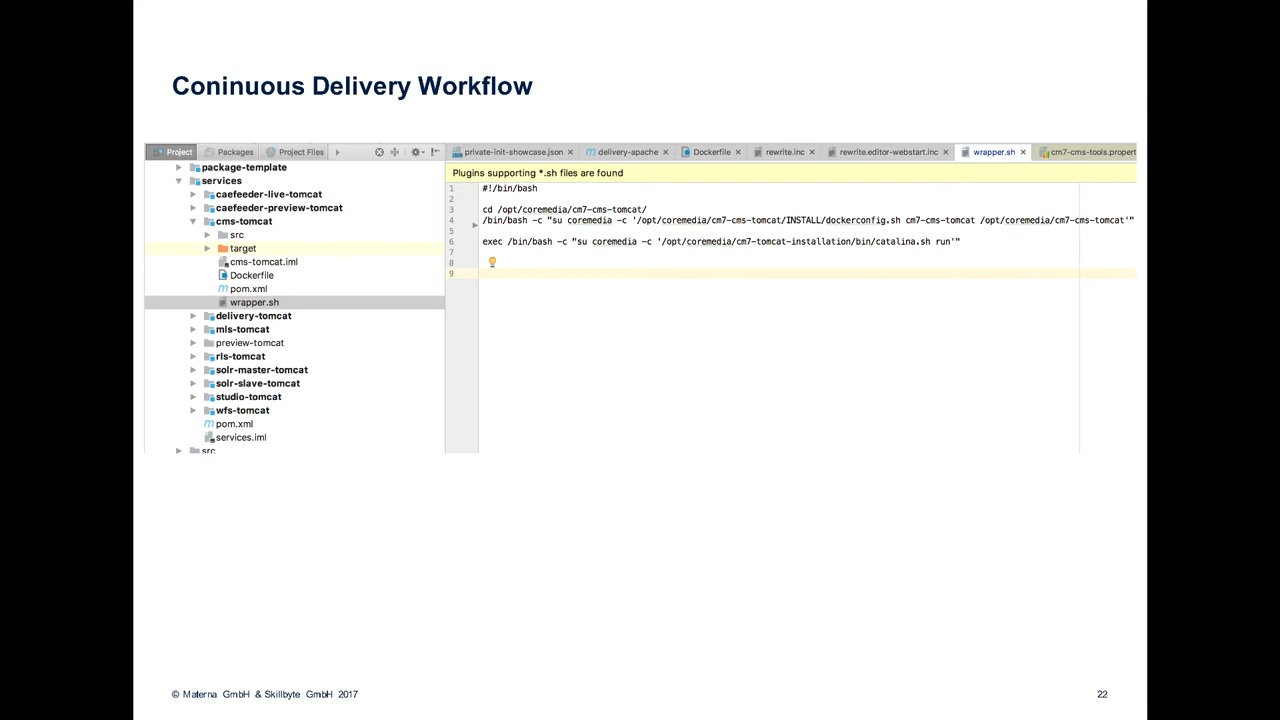 Coninuous Delivery Workflow
Project Packages Project Files
private-init-showcase.json delivery-apache Dockerfile rewrite.inc rewrite.editor-webstart.inc wrapper.sh cm7-cms-tools.propert
package-template
services
caefeeder-live-tomcat
caefeeder-preview-tomcat
cms-tomcat
src
target
cms-tomcat.iml
Dockerfile
pom.xml
wrapper.sh
delivery-tomcat
mls-tomcat
preview-tomcat
rls-tomcat
solr-master-tomcat
solr-slave-tomcat
studio-tomcat
wfs-tomcat
pom.xml
services.iml
src
Plugins supporting *.sh files are found
1 #!/bin/bash
2
3 cd /opt/coremedia/cm7-cms-tomcat/
4 /bin/bash -c "su coremedia -c '/opt/coremedia/cm7-cms-tomcat/INSTALL/dockerconfig.sh cm7-cms-tomcat /opt/coremedia/cm7-cms-tomcat'"
5
6 exec /bin/bash -c "su coremedia -c '/opt/coremedia/cm7-tomcat-installation/bin/catalina.sh run'"
7
8
9
© Materna GmbH & Skillbyte GmbH 2017
22